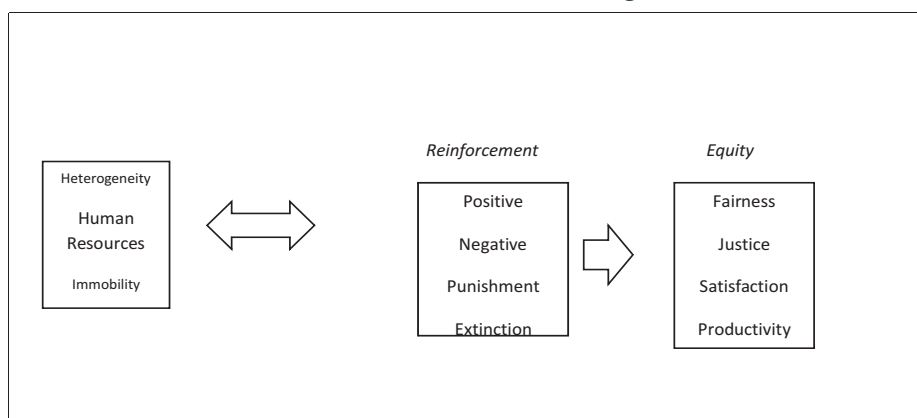 Reinforcement
Equity
Heterogeneity
Human
Resources
Immobility
Positive
Negative
Punishment
Extinction
Fairness
Justice
Satisfaction
Productivity